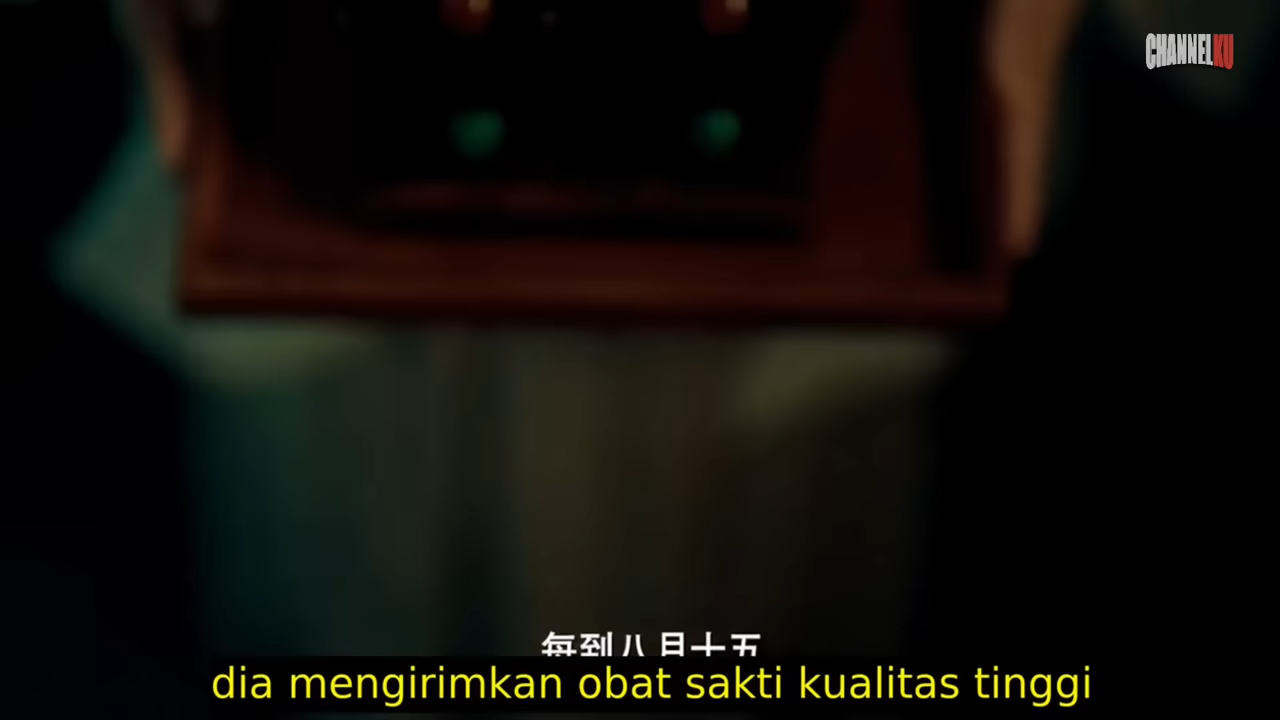 CHANNELKU
每到八月十五
dia mengirimkan obat sakti kualitas tinggi